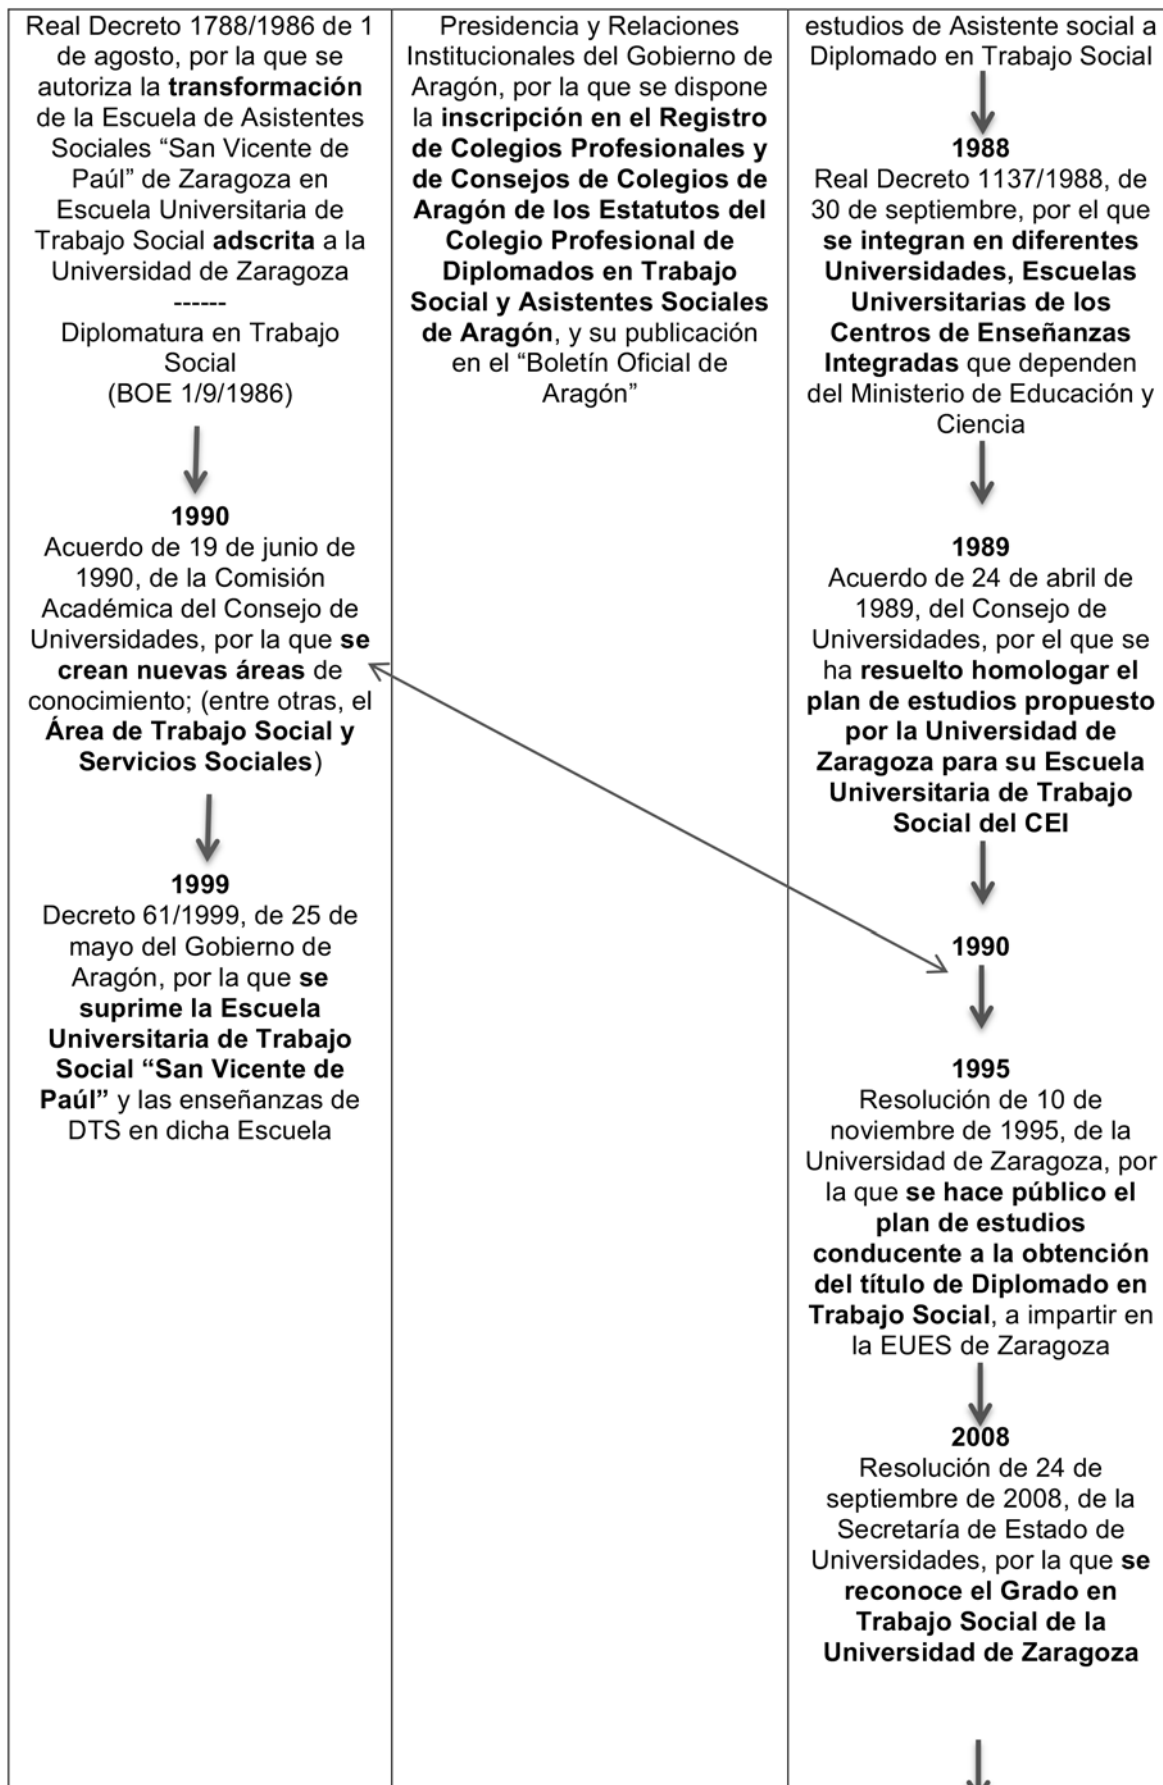 Real Decreto 1788/1986 de 1
de agosto, por la que se
autoriza la transformación
de la Escuela de Asistentes
Sociales “San Vicente de
Paúl” de Zaragoza en
Escuela Universitaria de
Trabajo Social adscrita a la
Universidad de Zaragoza
------
Diplomatura en Trabajo
Social
(BOE 1/9/1986)
1990
Acuerdo de 19 de junio de
1990, de la Comisión
Académica del Consejo de
Universidades, por la que se
crean nuevas áreas de
conocimiento; (entre otras, el
Área de Trabajo Social y
Servicios Sociales)
1999
Decreto 61/1999, de 25 de
mayo del Gobierno de
Aragón, por la que se
suprime la Escuela
Universitaria de Trabajo
Social “San Vicente de
Paúl” y las enseñanzas de
DTS en dicha Escuela
Presidencia y Relaciones
Institucionales del Gobierno de
Aragón, por la que se dispone
la inscripción en el Registro
de Colegios Profesionales y
de Consejos de Colegios de
Aragón de los Estatutos del
Colegio Profesional de
Diplomados en Trabajo
Social y Asistentes Sociales
de Aragón, y su publicación
en el “Boletín Oficial de
Aragón”
estudios de Asistente social a
Diplomado en Trabajo Social
1988
Real Decreto 1137/1988, de
30 de septiembre, por el que
se integran en diferentes
Universidades, Escuelas
Universitarias de los
Centros de Enseñanzas
Integradas que dependen
del Ministerio de Educación y
Ciencia
1989
Acuerdo de 24 de abril de
1989, del Consejo de
Universidades, por el que se
ha resuelto homologar el
plan de estudios propuesto
por la Universidad de
Zaragoza para su Escuela
Universitaria de Trabajo
Social del CEI
1990
1995
Resolución de 10 de
noviembre de 1995, de la
Universidad de Zaragoza, por
la que se hace público el
plan de estudios
conducente a la obtención
del título de Diplomado en
Trabajo Social, a impartir en
la EUES de Zaragoza
2008
Resolución de 24 de
septiembre de 2008, de la
Secretaría de Estado de
Universidades, por la que se
reconoce el Grado en
Trabajo Social de la
Universidad de Zaragoza